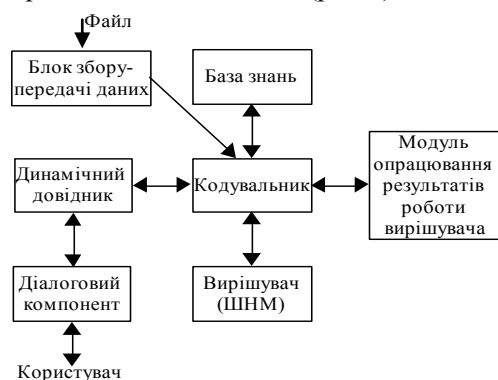 Файл
Блок збору-
передачі даних
База знань
Модуль
опрацювання
результатів
роботи
вирішувача
Динамічний
довідник
Кодувальник
Діалоговий
компонент
Вирішувач
(ШНМ)
Користувач